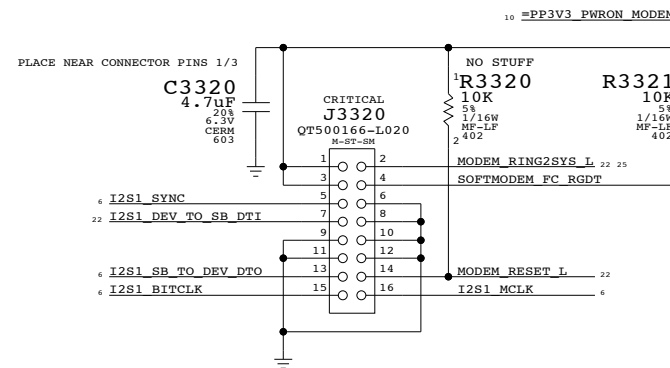 10 =PP3V3_PWRON_MODEM
PLACE NEAR CONNECTOR PINS 1/3
NO STUFF
C3320
4.7uF
20%
6.3V
CERM
603
CRITICAL
J3320
QT500166-L020
M-ST-SM
1
R3320
10K
5%
1/16W
MF-LF
402
2
R3321
10K
5%
1/16W
MF-LF
402
1 2 MODEM_RING2SYS_L 22 25
3 4 SOFTMODEM_FC_RGDT
6 I2S1_SYNC 5 6
22 I2S1_DEV_TO_SB_DTI 7 8
9 10
11 12
6 I2S1_SB_TO_DEV_DTO 13 14 MODEM_RESET_L 22
6 I2S1_BITCLK 15 16 I2S1_MCLK 6